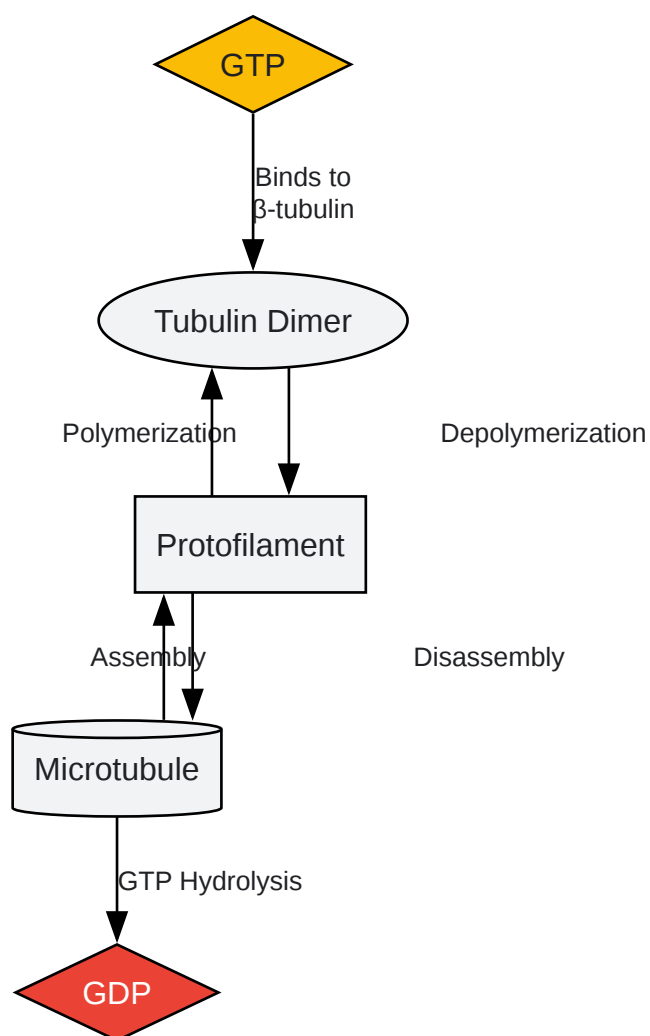 GTP
Binds to
β-tubulin
Tubulin Dimer
Polymerization
Depolymerization
Protofilament
Assembly
Disassembly
Microtubule
GTP Hydrolysis
GDP